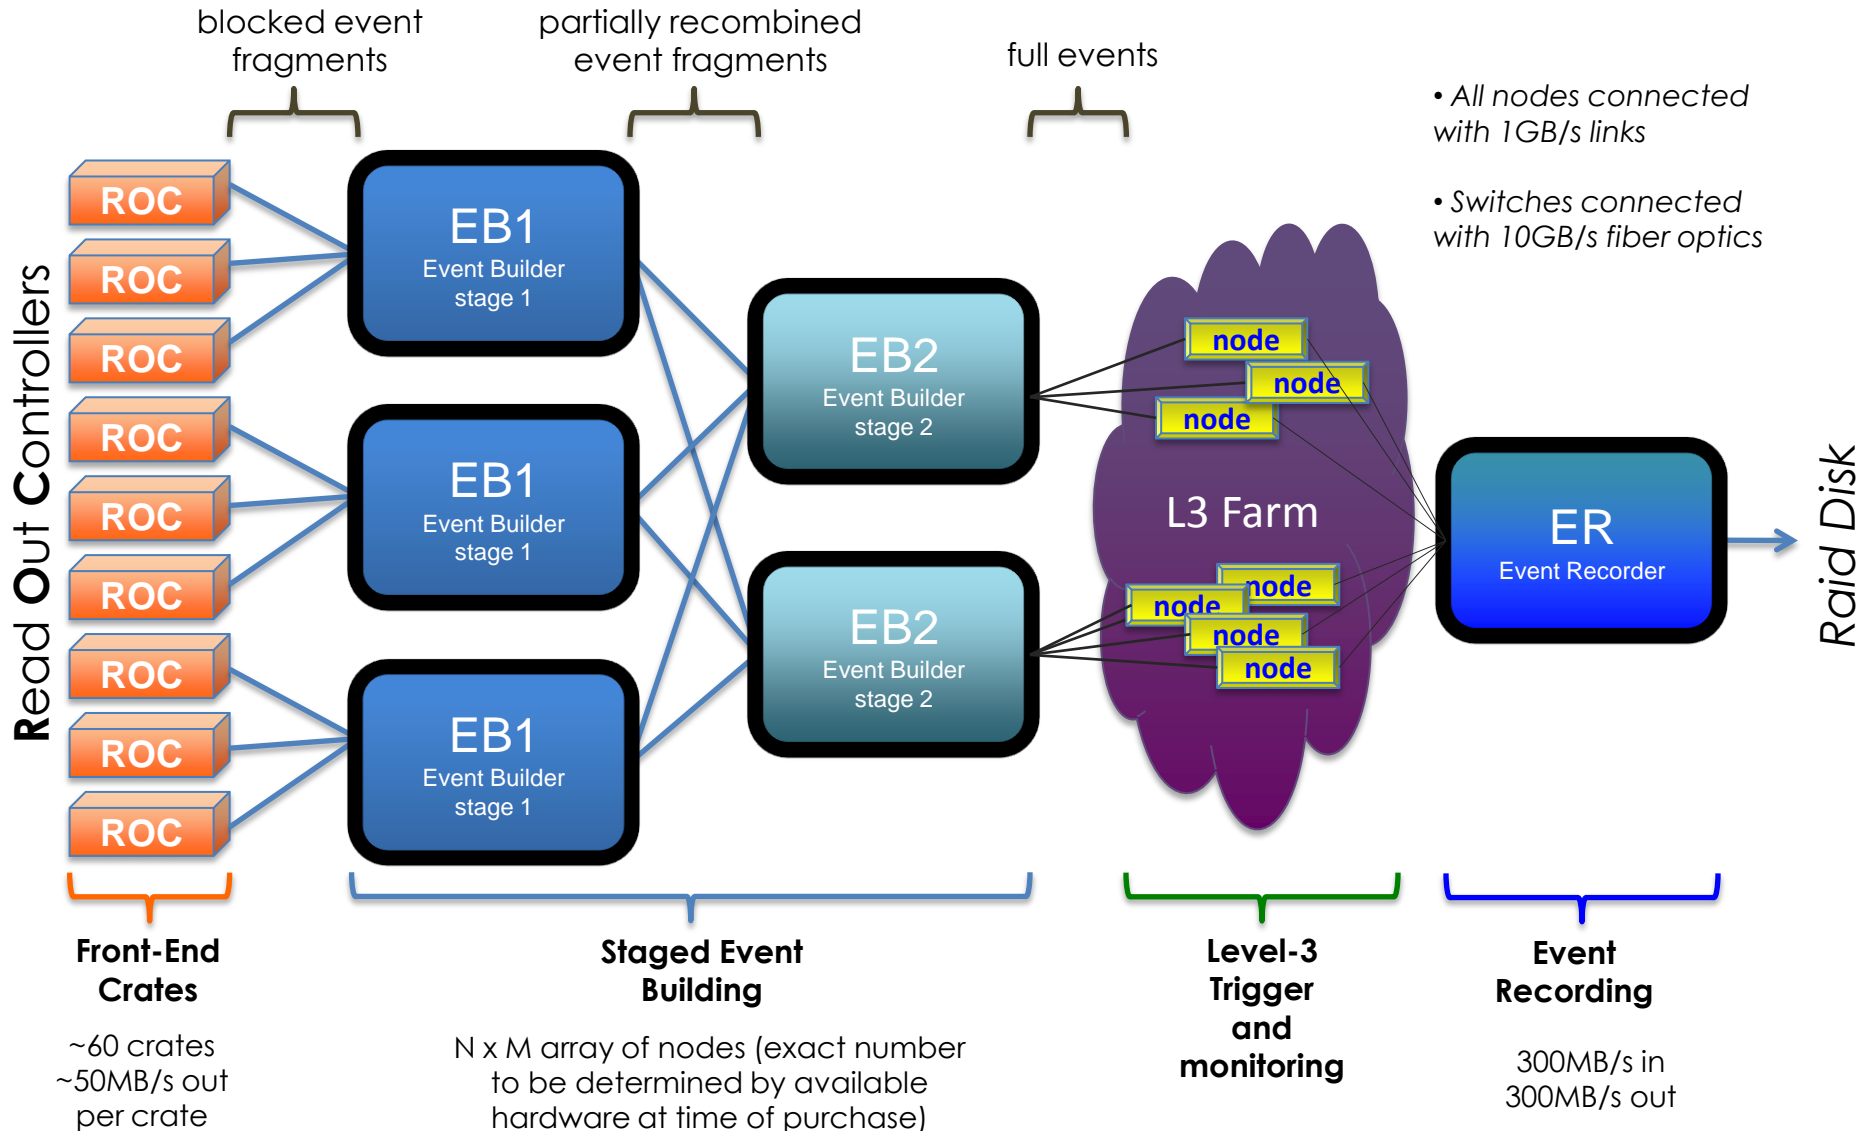 blocked event
fragments
partially recombined
event fragments
full events
• All nodes connected
with 1GB/s links
• Switches connected
with 10GB/s fiber optics
Read Out Controllers
ROC
ROC
ROC
ROC
ROC
ROC
ROC
ROC
ROC
EB1
Event Builder
stage 1
EB1
Event Builder
stage 1
EB1
Event Builder
stage 1
EB2
Event Builder
stage 2
EB2
Event Builder
stage 2
node
node
node
L3 Farm
node
node
node
node
ER
Event Recorder
Raid Disk
Front-End
Crates
~60 crates
~50MB/s out
per crate
Staged Event
Building
N x M array of nodes (exact number
to be determined by available
hardware at time of purchase)
Level-3
Trigger
and
monitoring
Event
Recording
300MB/s in
300MB/s out